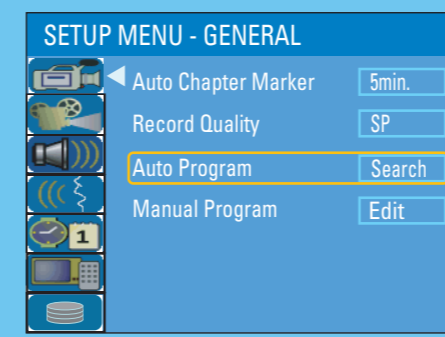 SETUP MENU - GENERAL
Auto Chapter Marker 5min.
Record Quality SP
Auto Program Search
Manual Program Edit
1